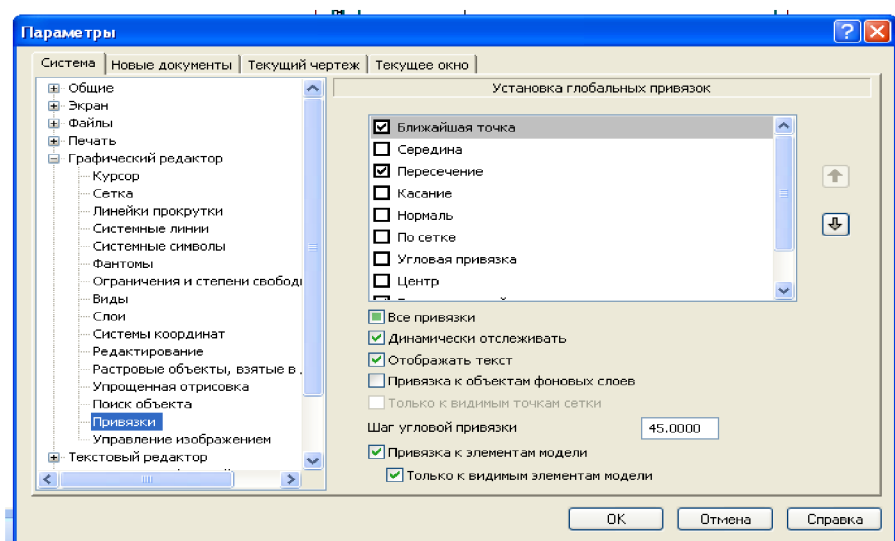 Параметры
Система Новые документы Текущий чертеж Текущее окно
Общие
Экран
Файлы
Печать
Графический редактор
Курсор
Сетка
Линейки прокрутки
Системные линии
Системные символы
Фантомы
Ограничения и степени свободы
Виды
Слои
Системы координат
Редактирование
Растровые объекты, взятые в .
Упрощенная отрисовка
Поиск объекта
Привязки
Управление изображением
Текстовый редактор
Установка глобальных привязок
Ближайшая точка
Середина
Пересечение
Касание
Нормаль
По сетке
Угловая привязка
Центр
Все привязки
Динамически отслеживать
Отображать текст
Привязка к объектам фоновых слоев
Только к видимым точкам сетки
Шаг угловой привязки 45.0000
Привязка к элементам модели
Только к видимым элементам модели
OK Отмена Справка